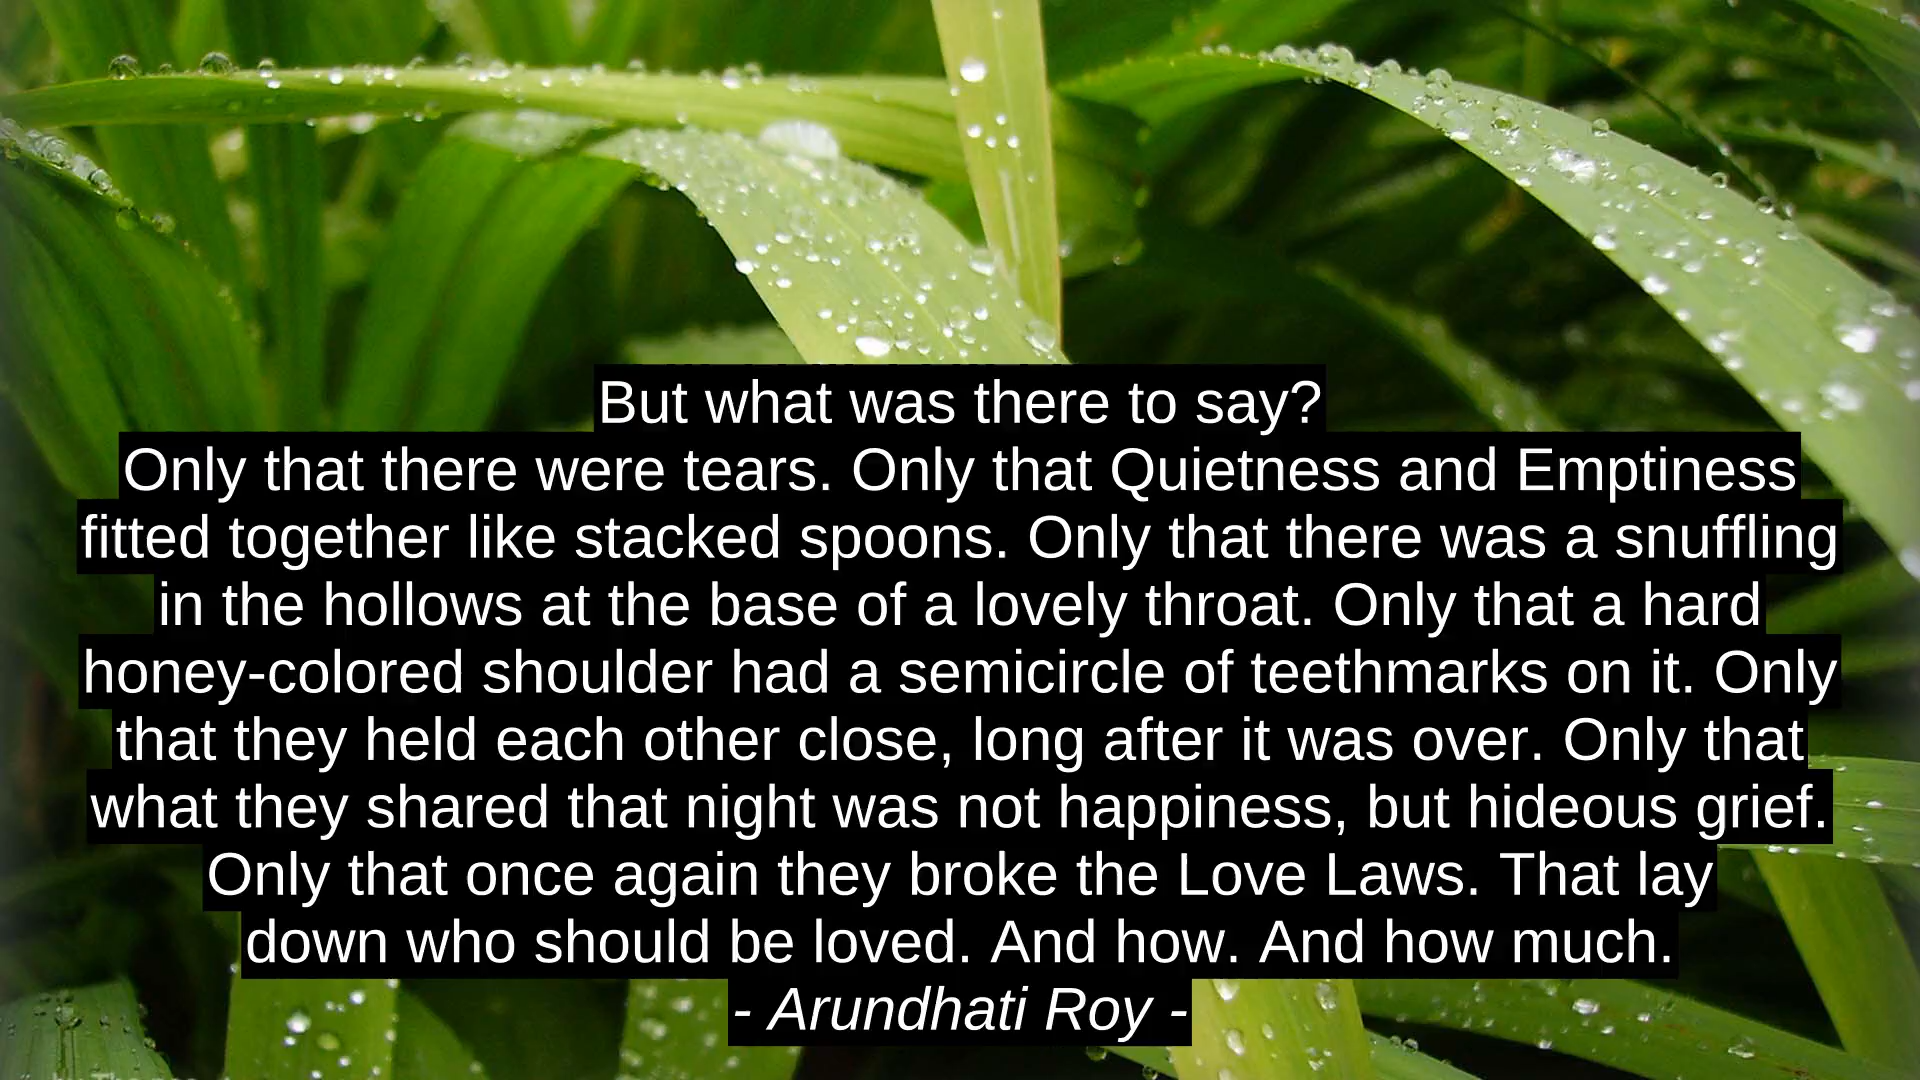 But what was there to say?
Only that there were tears. Only that Quietness and Emptiness
fitted together like stacked spoons. Only that there was a snuffling
in the hollows at the base of a lovely throat. Only that a hard
honey-colored shoulder had a semicircle of teethmarks on it. Only
that they held each other close, long after it was over. Only that
what they shared that night was not happiness, but hideous grief.
Only that once again they broke the Love Laws. That lay
down who should be loved. And how. And how much.
- Arundhati Roy -